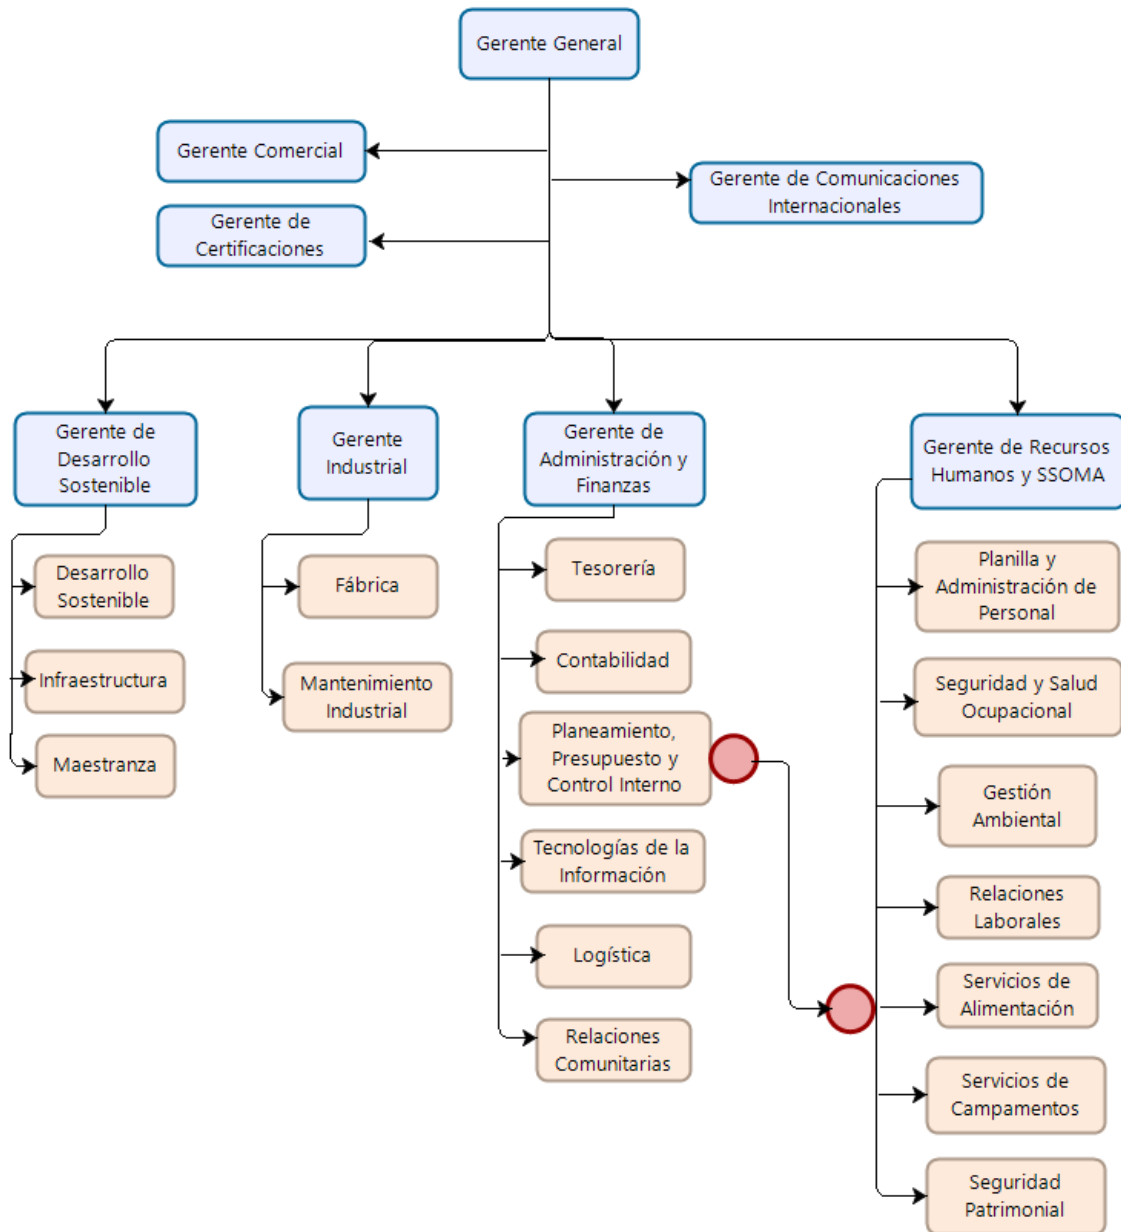 Gerente General
Gerente Comercial
Gerente de Comunicaciones
Internacionales
Gerente de
Certificaciones
Gerente de
Desarrollo
Sostenible
Gerente
Industrial
Gerente de
Administración y
Finanzas
Gerente de Recursos
Humanos y SSOMA
Desarrollo
Sostenible
Infraestructura
Maestranza
Fábrica
Mantenimiento
Industrial
Tesorería
Contabilidad
Planeamiento,
Presupuesto y
Control Interno
Tecnologías de la
Información
Logística
Relaciones
Comunitarias
Planilla y
Administración de
Personal
Seguridad y Salud
Ocupacional
Gestión
Ambiental
Relaciones
Laborales
Servicios de
Alimentación
Servicios de
Campamentos
Seguridad
Patrimonial